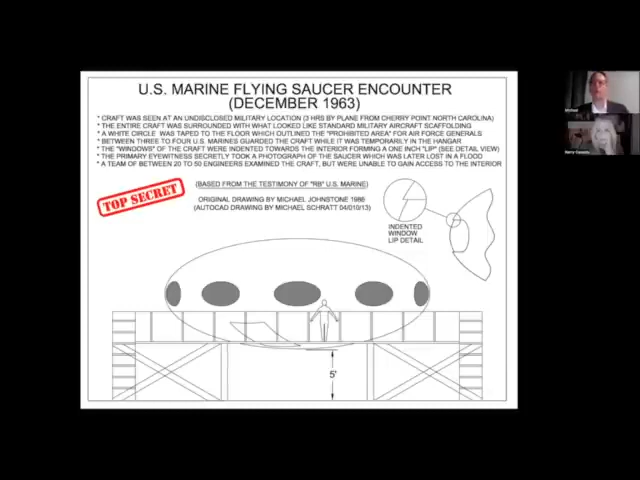 U.S. MARINE FLYING SAUCER ENCOUNTER
(DECEMBER 1963)
* CRAFT WAS SEEN AT AN UNDISCLOSED MILITARY LOCATION (3 HRS BY PLANE FROM CHERRY POINT NORTH CAROLINA)
* THE ENTIRE CRAFT WAS SURROUNDED WITH WHAT LOOKED LIKE STANDARD MILITARY AIRCRAFT SCAFFOLDING
* A WHITE CIRCLE WAS TAPED TO THE FLOOR WHICH OUTLINED THE "PROHIBITED AREA" FOR AIR FORCE GENERALS
* BETWEEN THREE TO FOUR U.S. MARINES GUARDED THE CRAFT WHILE IT WAS TEMPORARILY IN THE HANGAR
* THE "WINDOWS" OF THE CRAFT WERE INDENTED TOWARDS THE INTERIOR FORMING A ONE INCH "LIP" (SEE DETAIL VIEW)
* THE PRIMARY EYEWITNESS SECRETLY TOOK A PHOTOGRAPH OF THE SAUCER WHICH WAS LATER LOST IN A FLOOD
* A TEAM OF BETWEEN 20 TO 50 ENGINEERS EXAMINED THE CRAFT, BUT WERE UNABLE TO GAIN ACCESS TO THE INTERIOR
TOP SECRET
(BASED FROM THE TESTIMONY OF "RB" U.S. MARINE)
ORIGINAL DRAWING BY MICHAEL JOHNSTONE 1988
(AUTOCAD DRAWING BY MICHAEL SCHRATT 04/010/13)
INDENTED
WINDOW
LIP DETAIL
5'
Michael